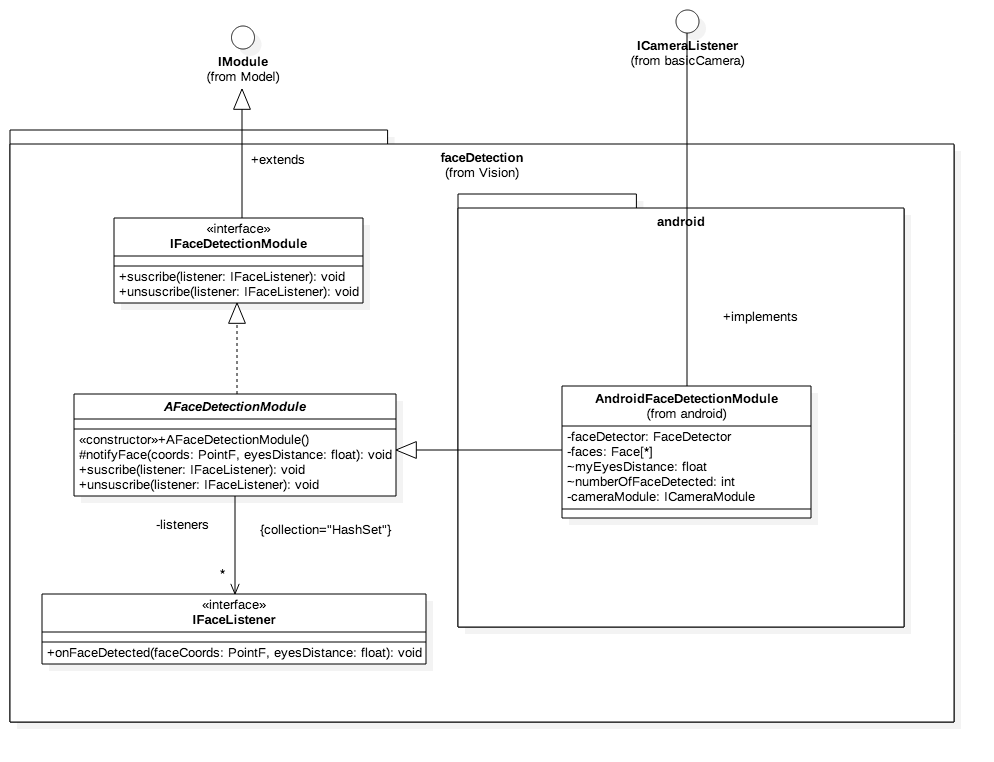 IModule
(from Model)
ICameraListener
(from basicCamera)
+extends
faceDetection
(from Vision)
android
«interface»
IFaceDetectionModule
+suscribe(listener: IFaceListener): void
+unsuscribe(listener: IFaceListener): void
+implements
AFaceDetectionModule
«constructor»+AFaceDetectionModule()
#notifyFace(coords: PointF, eyesDistance: float): void
+suscribe(listener: IFaceListener): void
+unsuscribe(listener: IFaceListener): void
AndroidFaceDetectionModule
(from android)
-faceDetector: FaceDetector
-faces: Face[*]
~myEyesDistance: float
~numberOfFaceDetected: int
-cameraModule: ICameraModule
-listeners
{collection="HashSet"}
*
«interface»
IFaceListener
+onFaceDetected(faceCoords: PointF, eyesDistance: float): void